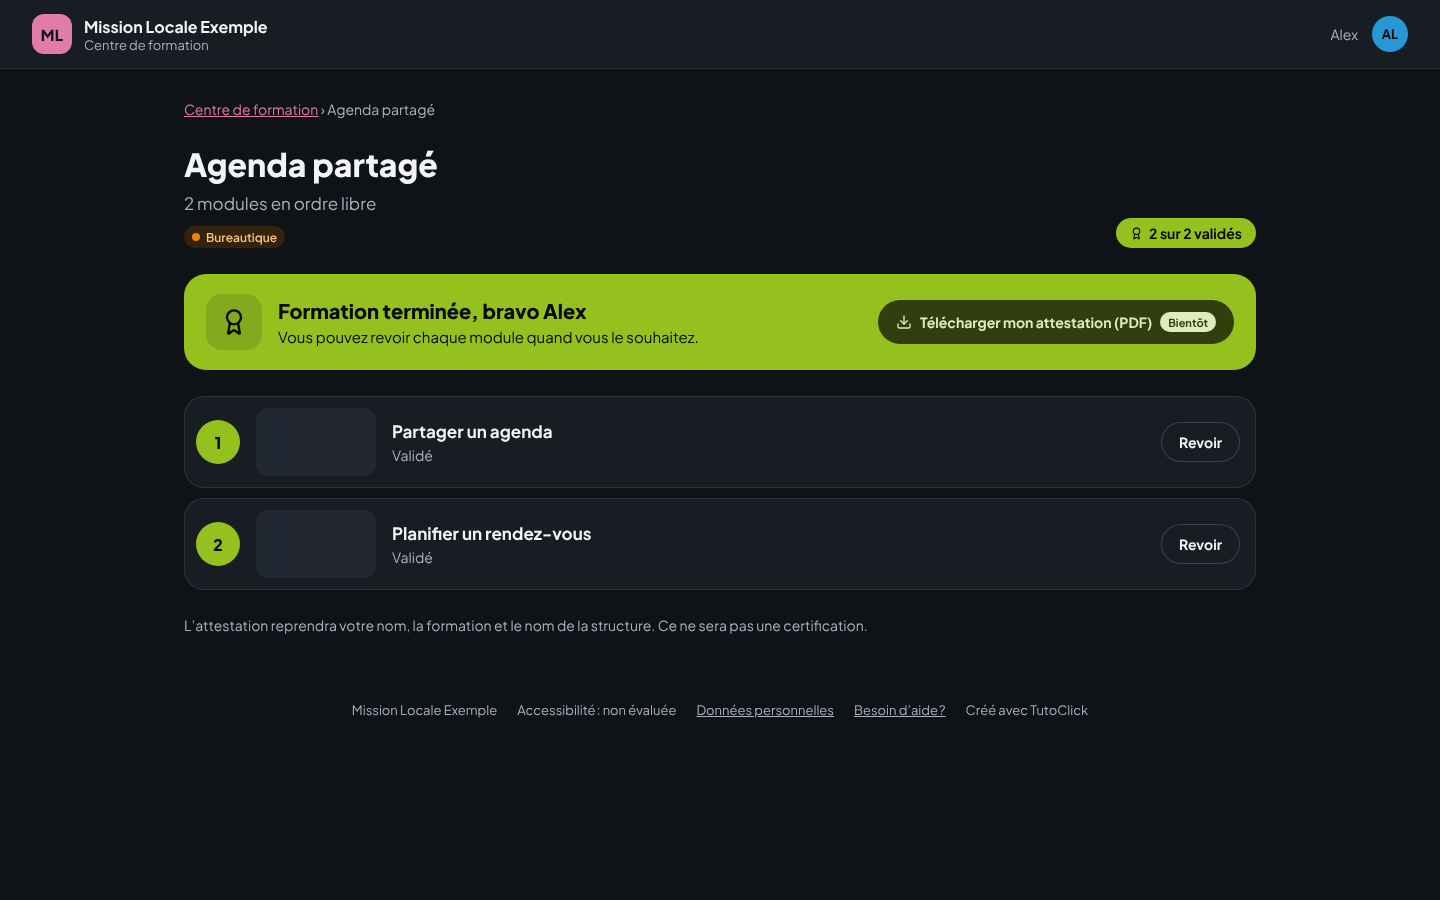 ML
Mission Locale Exemple
Centre de formation
Alex
AL
Centre de formation › Agenda partagé
Agenda partagé
2 modules en ordre libre
Bureautique
2 sur 2 validés
Formation terminée, bravo Alex
Vous pouvez revoir chaque module quand vous le souhaitez.
Télécharger mon attestation (PDF) Bientôt
1
Partager un agenda
Validé
Revoir
2
Planifier un rendez-vous
Validé
Revoir
L'attestation reprendra votre nom, la formation et le nom de la structure. Ce ne sera pas une certification.
Mission Locale Exemple Accessibilité : non évaluée Données personnelles Besoin d'aide ? Créé avec TutoClick